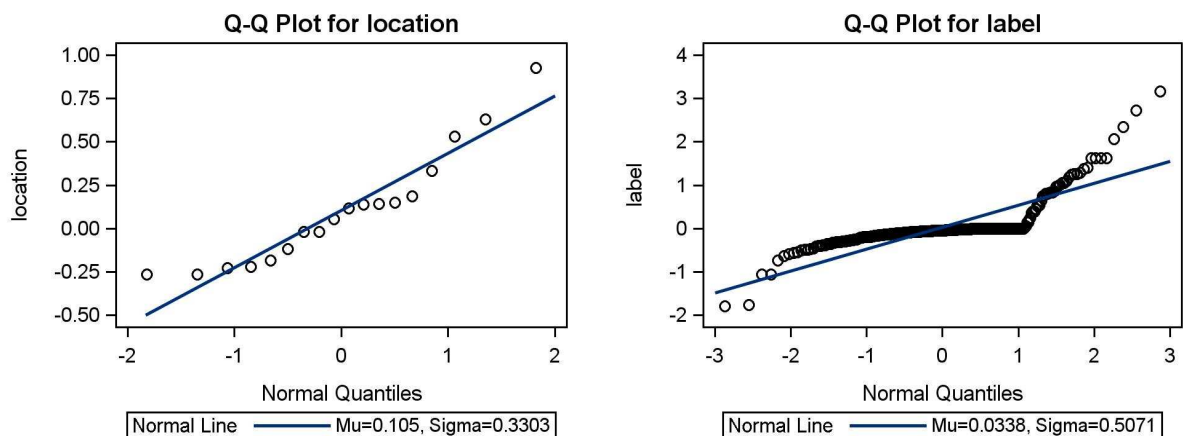 Q-Q Plot for location
1.00
0.75
0.50
0.25
0.00
-0.25
-0.50
location
-2 -1 0 1 2
Normal Quantiles
Normal Line Mu=0.105, Sigma=0.3303
Q-Q Plot for label
4
3
2
1
0
-1
-2
label
-3 -2 -1 0 1 2 3
Normal Quantiles
Normal Line Mu=0.0338, Sigma=0.5071